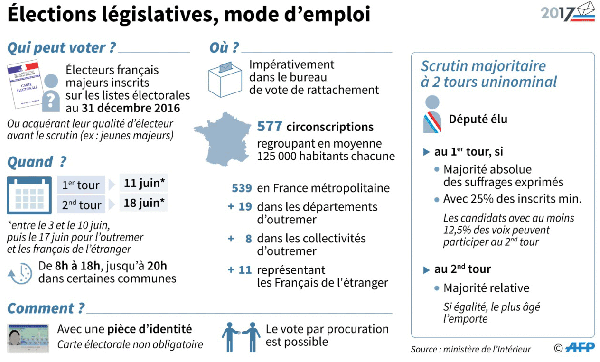 Élections législatives, mode d'emploi
2017
Qui peut voter ?
CARTE
ÉLECTORALE
Électeurs français
majeurs inscrits
sur les listes électorales
au 31 décembre 2016
Ou acquérant leur qualité d'électeur
avant le scrutin (ex : jeunes majeurs)
Quand ?
1er tour
11 juin*
2nd tour
18 juin*
*entre le 3 et le 10 juin,
puis le 17 juin pour l'outremer
et les français de l'étranger
De 8h à 18h, jusqu'à 20h
dans certaines communes
Comment ?
Avec une pièce d'identité
Carte électorale non obligatoire
Où ?
Impérativement
dans le bureau
de vote de rattachement
577 circonscriptions
regroupant en moyenne
125 000 habitants chacune
539 en France métropolitaine
+ 19 dans les départements
d'outremer
+ 8 dans les collectivités
d'outremer
+ 11 représentant
les Français de l'étranger
Le vote par procuration
est possible
Scrutin majoritaire
à 2 tours uninominal
Député élu
au 1er tour, si
Majorité absolue
des suffrages exprimés
Avec 25% des inscrits min.
Les candidats avec au moins
12,5% des voix peuvent
participer au 2nd tour
au 2nd tour
Majorité relative
Si égalité, le plus âgé
l'emporte
Source : ministère de l'Intérieur
© AFP